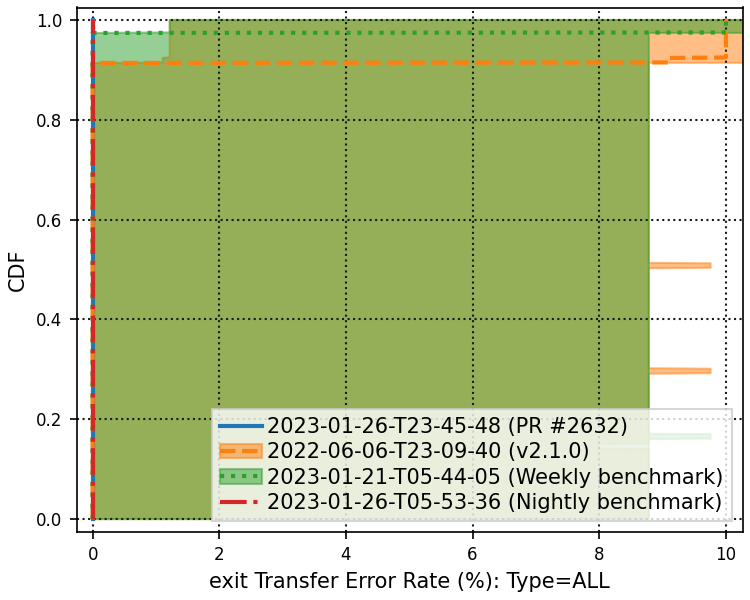 1.0
0.8
0.6
0.4
0.2
0.0
CDF
2023-01-26-T23-45-48 (PR #2632)
2022-06-06-T23-09-40 (v2.1.0)
2023-01-21-T05-44-05 (Weekly benchmark)
2023-01-26-T05-53-36 (Nightly benchmark)
0 2 4 6 8 10
exit Transfer Error Rate (%): Type=ALL